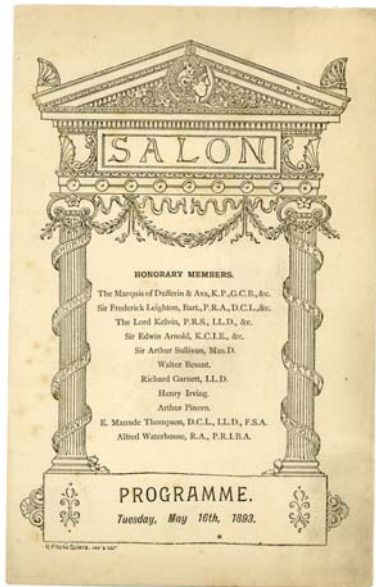 SALON
HONORARY MEMBERS.
The Marquis of Dufferin & Ava, K.P., G.C.B., &c.
Sir Frederick Leighton, Bart., P.R.A., D.C.L., &c.
The Lord Kelvin, P.R.S., LL.D., &c.
Sir Edwin Arnold, K.C.I.E., &c.
Sir Arthur Sullivan, Mus.D.
Walter Besant.
Richard Garnett, LL.D.
Henry Irving.
Arthur Pinero.
E. Maunde Thompson, D.C.L., LL.D., F.S.A.
Alfred Waterhouse, R.A., P.R.I.B.A.
PROGRAMME.
Tuesday, May 16th, 1893.